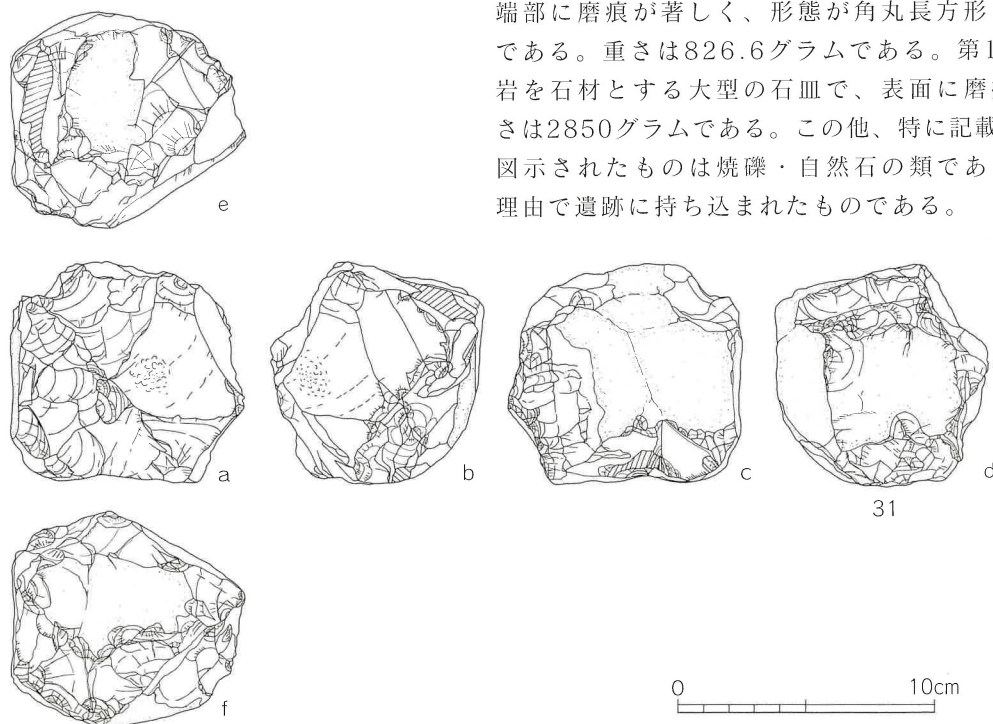 端部に磨痕が著しく、形態が角丸長方形
である。重さは826.6グラムである。第1
岩を石材とする大型の石皿で、表面に磨
さは2850グラムである。この他、特に記載
図示されたものは焼礫・自然石の類であ
理由で遺跡に持ち込まれたものである。
e
a
b
c
d
31
f
0 10cm